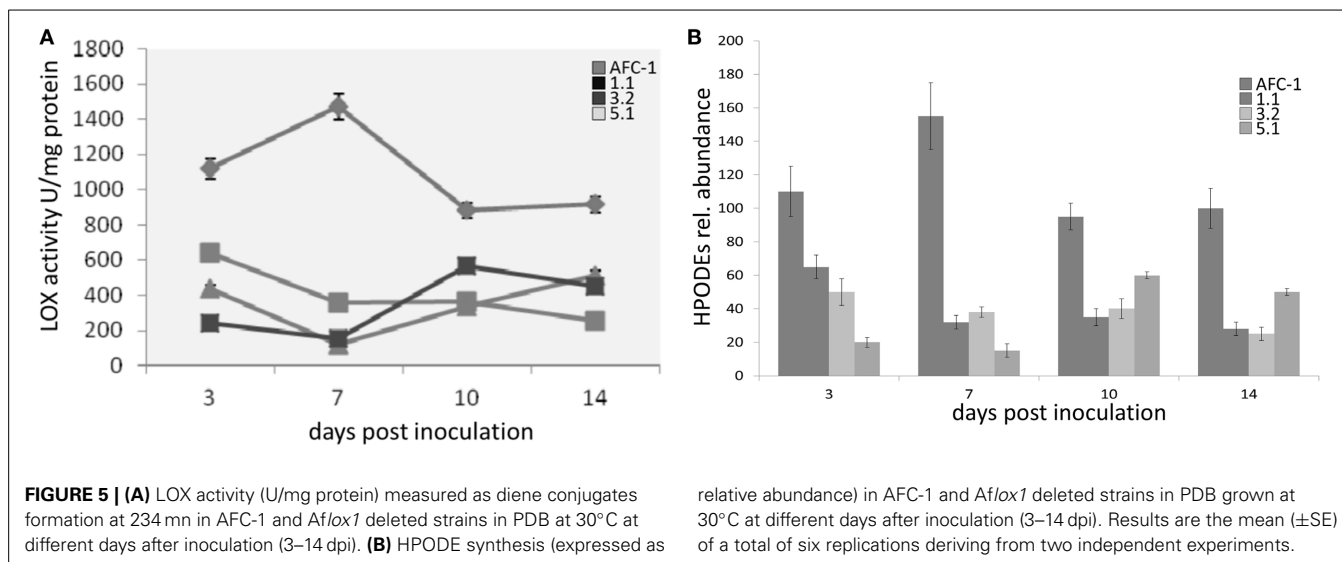 A
1800
1600
1400
1200
1000
800
600
400
200
0
LOX activity U/mg protein
AFC-1
1.1
3.2
5.1
3 7 10 14
days post inoculation
B
200
180
160
140
120
100
80
60
40
20
0
HPODEs rel. abundance
AFC-1
1.1
3.2
5.1
3 7 10 14
days post inoculation
FIGURE 5 | (A) LOX activity (U/mg protein) measured as diene conjugates
formation at 234 mn in AFC-1 and Aflox1 deleted strains in PDB at 30°C at
different days after inoculation (3–14 dpi). (B) HPODE synthesis (expressed as
relative abundance) in AFC-1 and Aflox1 deleted strains in PDB grown at
30°C at different days after inoculation (3–14 dpi). Results are the mean (±SE)
of a total of six replications deriving from two independent experiments.